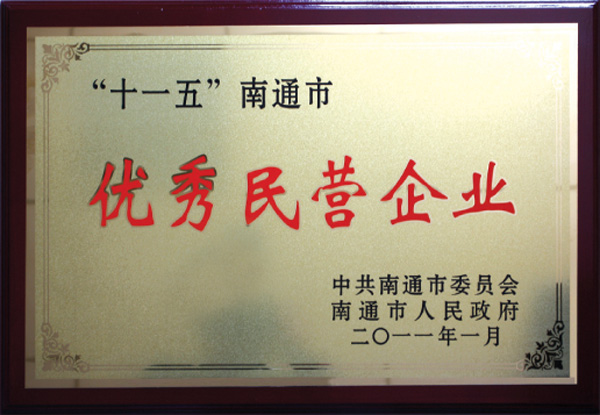 “十一五”南通市
优秀民营企业
中共南通市委员会
南通市人民政府
二〇一一年一月